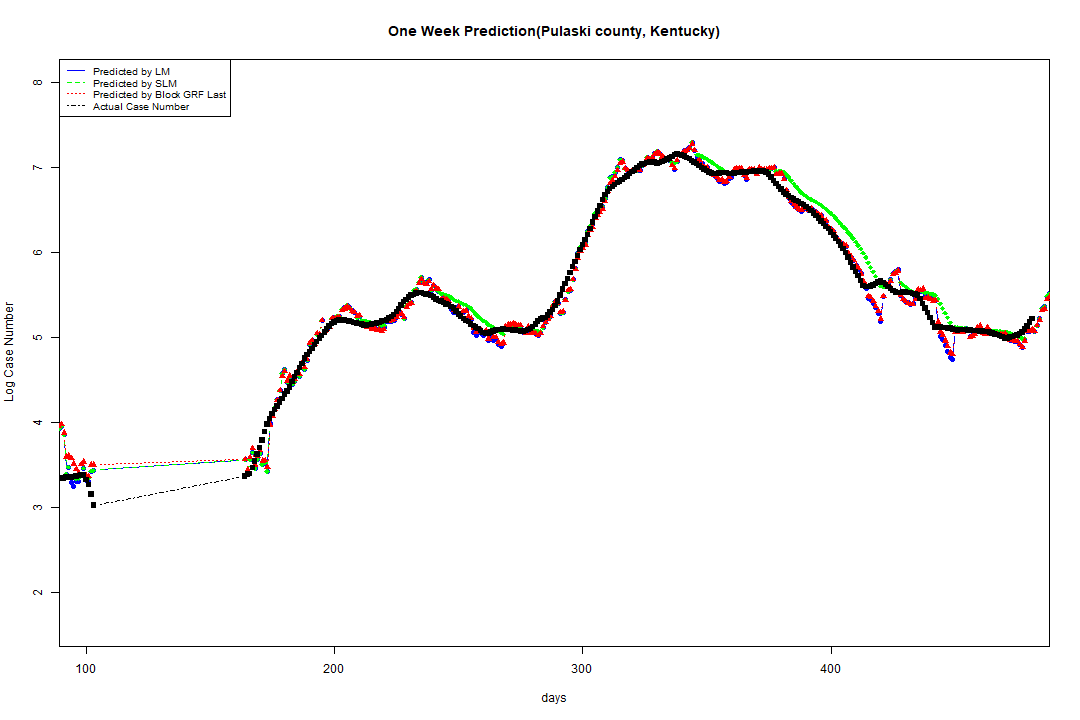 One Week Prediction(Pulaski county, Kentucky)
Predicted by LM
Predicted by SLM
Predicted by Block GRF Last
Actual Case Number
8
7
6
5
4
3
2
Log Case Number
100 200 300 400
days